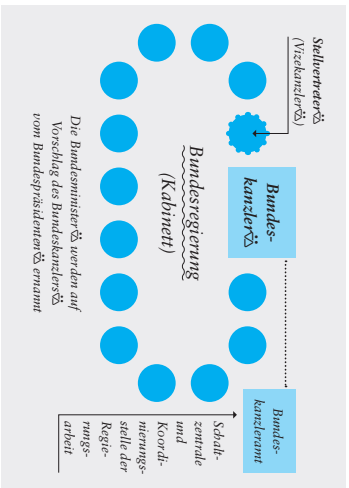 Stellvertreter
(Vizekanzler)
Bundes-
kanzler
Bundes-
kanzleramt
Bundesregierung
(Kabinett)
Schalt-
zentrale
und
Koordi-
nierungs-
stelle der
Regie-
rungs-
arbeit
Die Bundesminister werden auf
Vorschlag des Bundeskanzlers
vom Bundespräsidenten ernannt